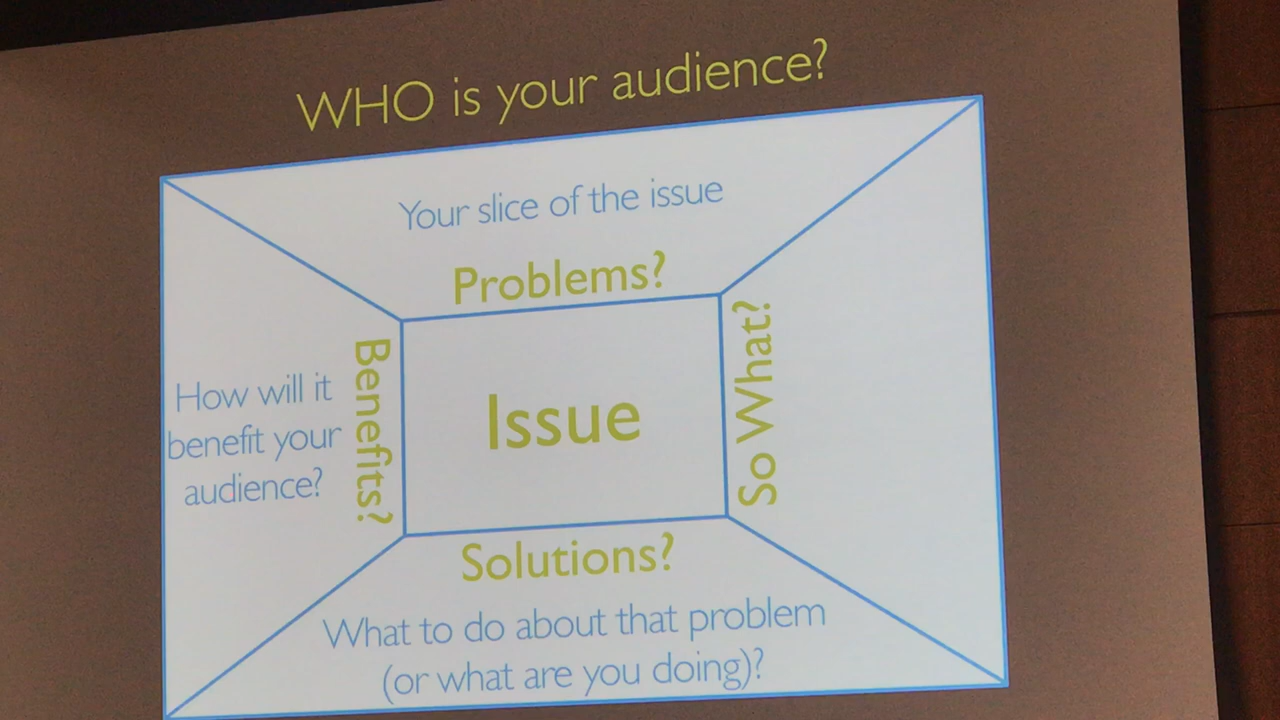 WHO is your audience?
Your slice of the issue
Problems?
Benefits?
How will it
benefit your
audience?
Issue
So What?
Solutions?
What to do about that problem
(or what are you doing)?